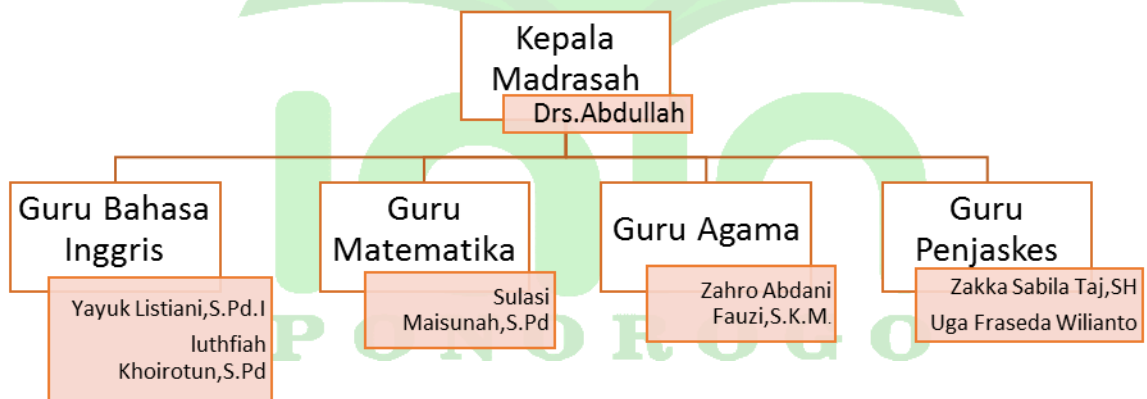 Kepala
Madrasah
Drs.Abdullah
Guru Bahasa
Inggris
Yayuk Listiani,S.Pd.I
luthfiah
Khoirotun,S.Pd
Guru
Matematika
Sulasi
Maisunah,S.Pd
Guru Agama
Zahro Abdani
Fauzi,S.K.M.
Guru
Penjaskes
Zakka Sabila Taj,SH
Uga Fraseda Wilianto
iain
PONOROGO